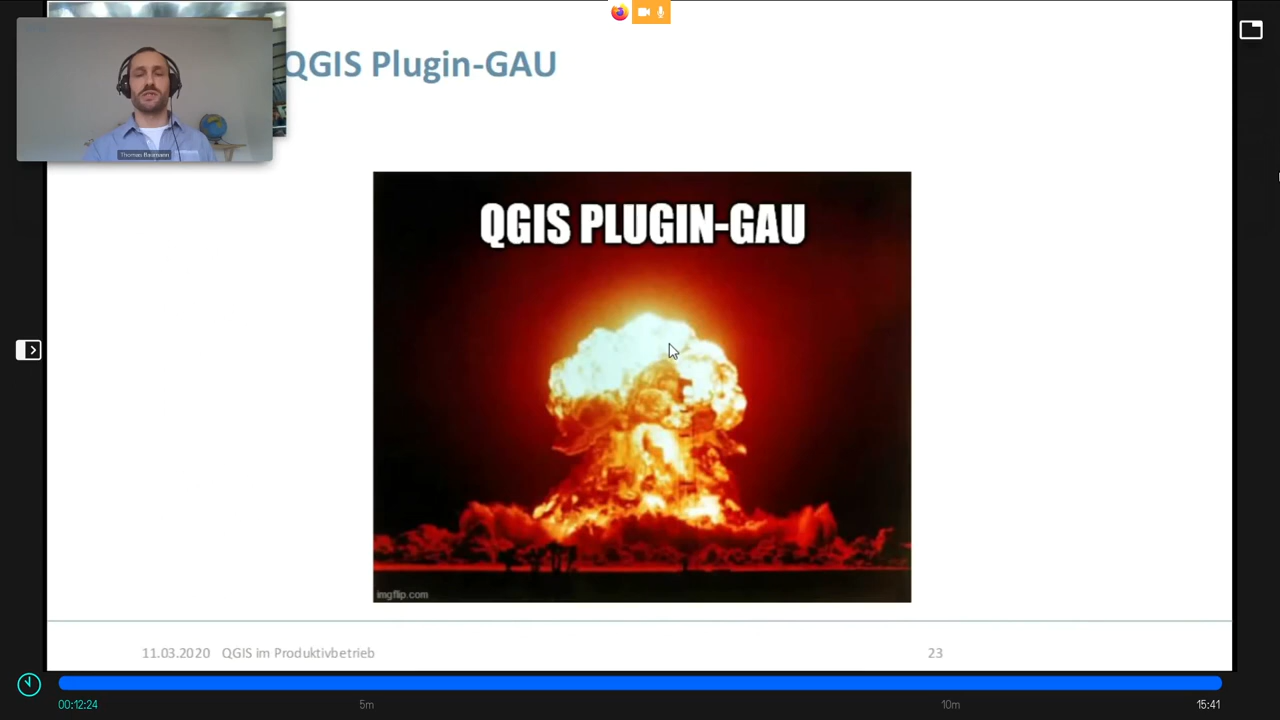 QGIS Plugin-GAU
QGIS PLUGIN-GAU
imgflip.com
11.03.2020 QGIS im Produktivbetrieb
23
00:12:24
5m
10m
15:41